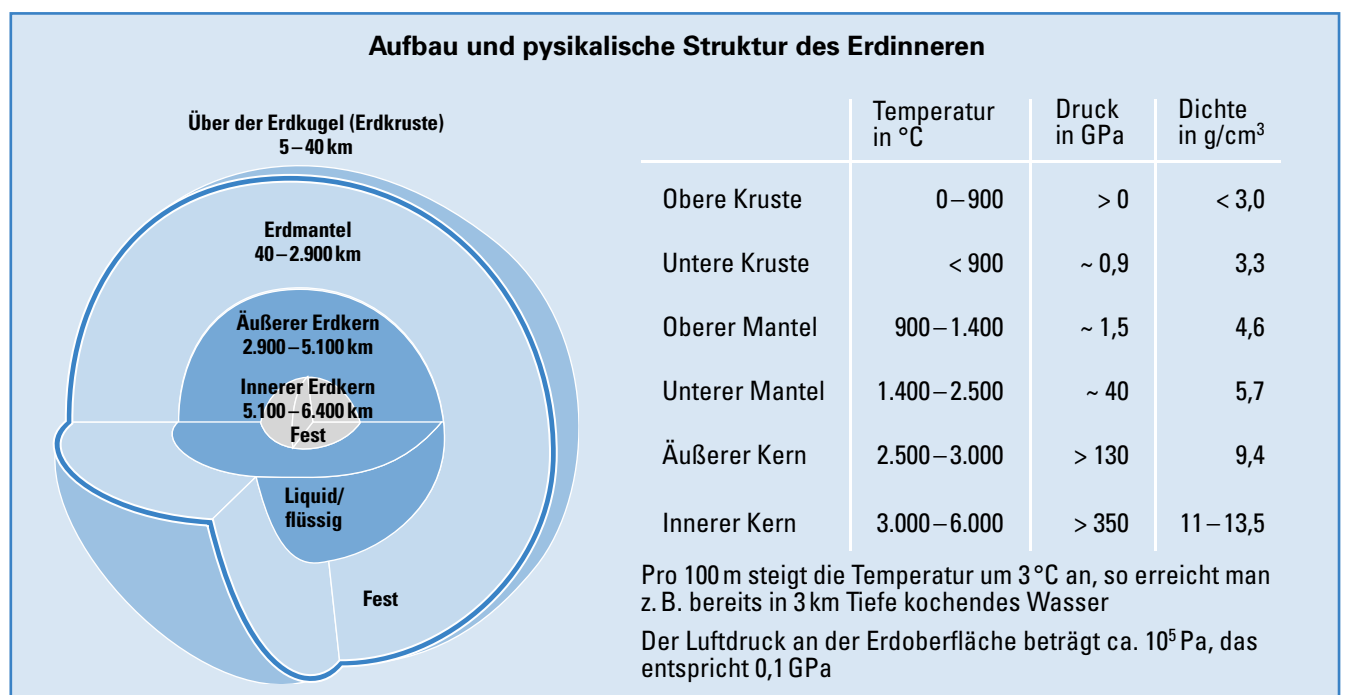 Aufbau und pysikalische Struktur des Erdinneren
Über der Erdkugel (Erdkruste)
5–40 km
Erdmantel
40–2.900 km
Äußerer Erdkern
2.900–5.100 km
Innerer Erdkern
5.100–6.400 km
Fest
Liquid/
flüssig
Fest
Temperatur in °C Druck in GPa Dichte in g/cm³
Obere Kruste 0–900 > 0 < 3,0
Untere Kruste < 900 ~ 0,9 3,3
Oberer Mantel 900–1.400 ~ 1,5 4,6
Unterer Mantel 1.400–2.500 ~ 40 5,7
Äußerer Kern 2.500–3.000 > 130 9,4
Innerer Kern 3.000–6.000 > 350 11–13,5
Pro 100 m steigt die Temperatur um 3 °C an, so erreicht man
z. B. bereits in 3 km Tiefe kochendes Wasser
Der Luftdruck an der Erdoberfläche beträgt ca. 10⁵ Pa, das
entspricht 0,1 GPa